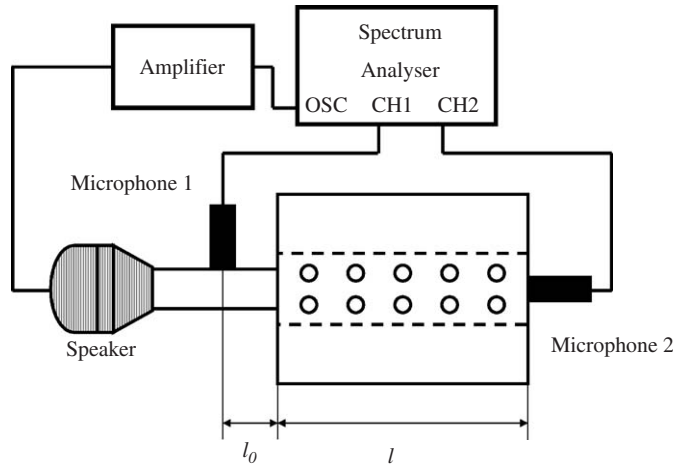 Spectrum
Analyser
Amplifier
OSC CH1 CH2
Microphone 1
Speaker
Microphone 2
l0
l